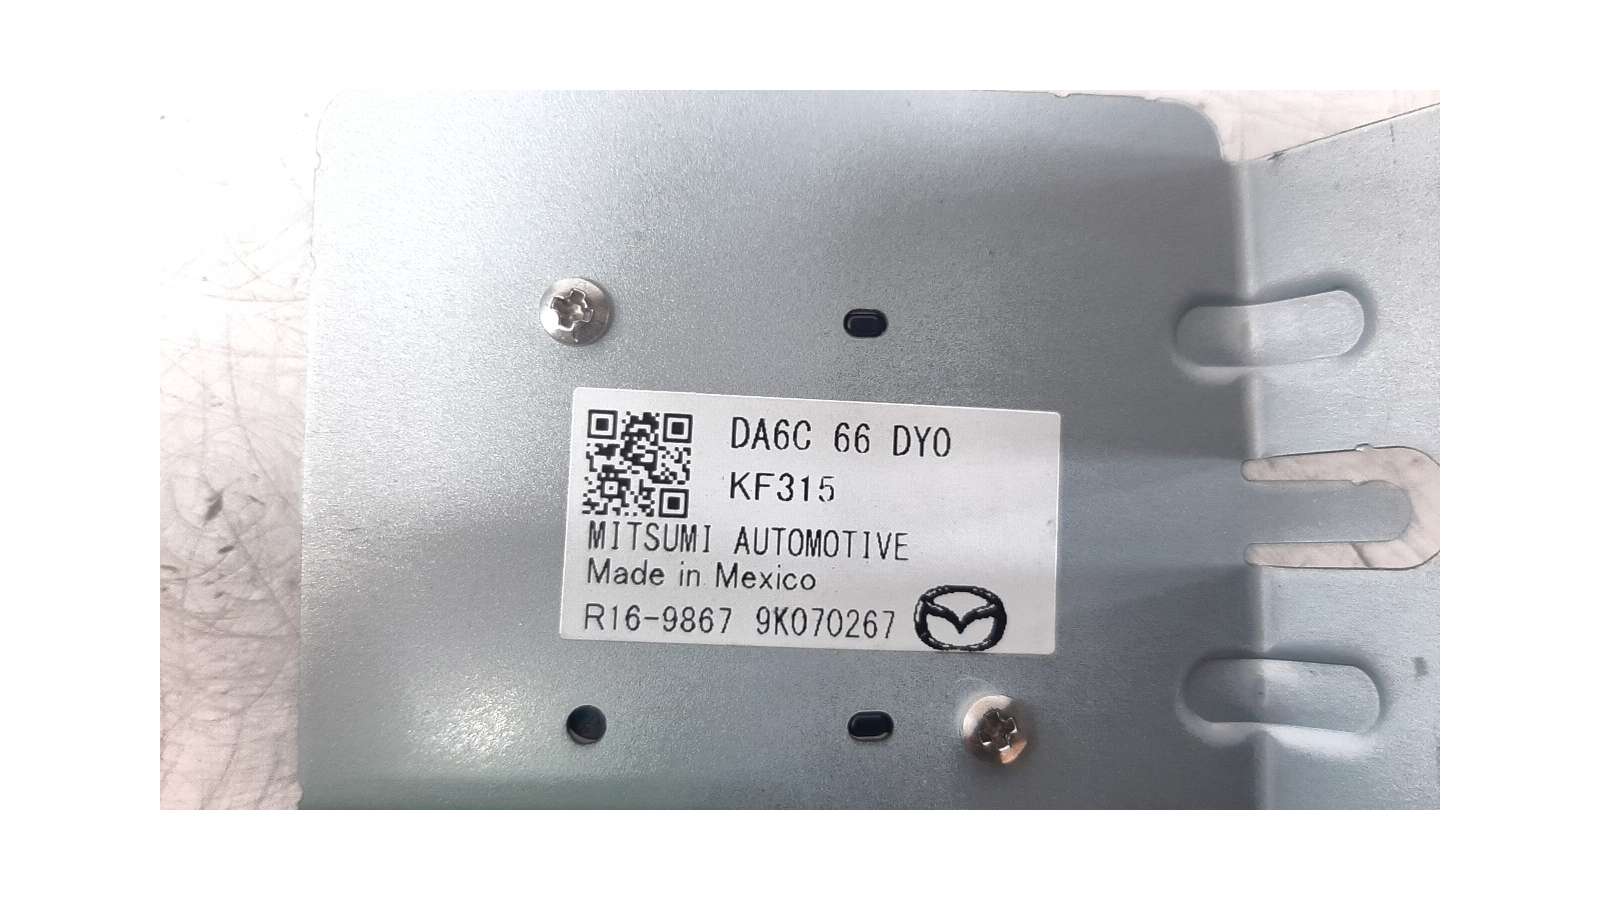 DA6C 66 DY0
KF315
MITSUMI AUTOMOTIVE
Made in Mexico
R16-9867 9K070267